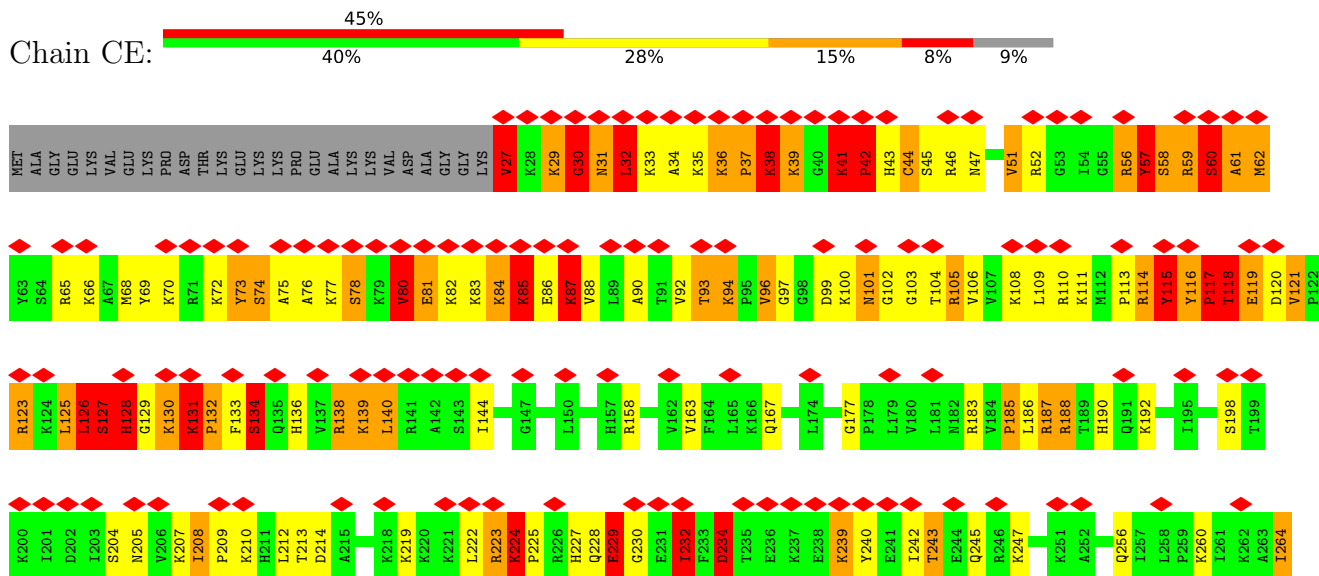 45%
Chain CE:
40% 28% 15% 8% 9%
MET ALA GLY GLU LYS VAL GLU LYS PRO ASP THR LYS GLU LYS LYS PRO GLU ALA LYS LYS VAL ASP ALA GLY GLY LYS V27 K28 K29 G30 N31 L32 K33 A34 K35 K36 P37 K38 K39 G40 K41 P42 H43 C44 S45 R46 N47 V51 R52 G53 I54 G55 R56 Y57 S58 R59 S60 A61 M62
Y63 S64 R65 K66 A67 M68 Y69 K70 R71 K72 Y73 S74 A75 A76 K77 S78 K79 V80 E81 K82 K83 K84 K85 E86 K87 V88 L89 A90 T91 V92 T93 K94 P95 V96 G97 G98 D99 K100 N101 G102 G103 T104 R105 V106 V107 K108 L109 R110 K111 M112 P113 R114 Y115 Y116 P117 T118 E119 D120 V121 P122
R123 K124 L125 L126 S127 H128 G129 K130 K131 P132 F133 S134 Q135 H136 V137 R138 K139 L140 R141 A142 S143 I144 G147 L150 H157 R158 V162 V163 F164 L165 K166 Q167 L174 G177 P178 L179 V180 L181 N182 R183 V184 P185 L186 R187 R188 T189 H190 Q191 K192 I195 S198 T199
K200 I201 D202 I203 S204 N205 V206 K207 I208 P209 K210 H211 L212 T213 D214 A215 K218 K219 K220 K221 L222 R223 K224 P225 R226 H227 Q228 E229 G230 E231 I232 F233 D234 T235 E236 K237 E238 K239 Y240 E241 I242 T243 E244 Q245 R246 K247 K251 A252 Q256 I257 L258 P259 K260 I261 K262 A263 I264